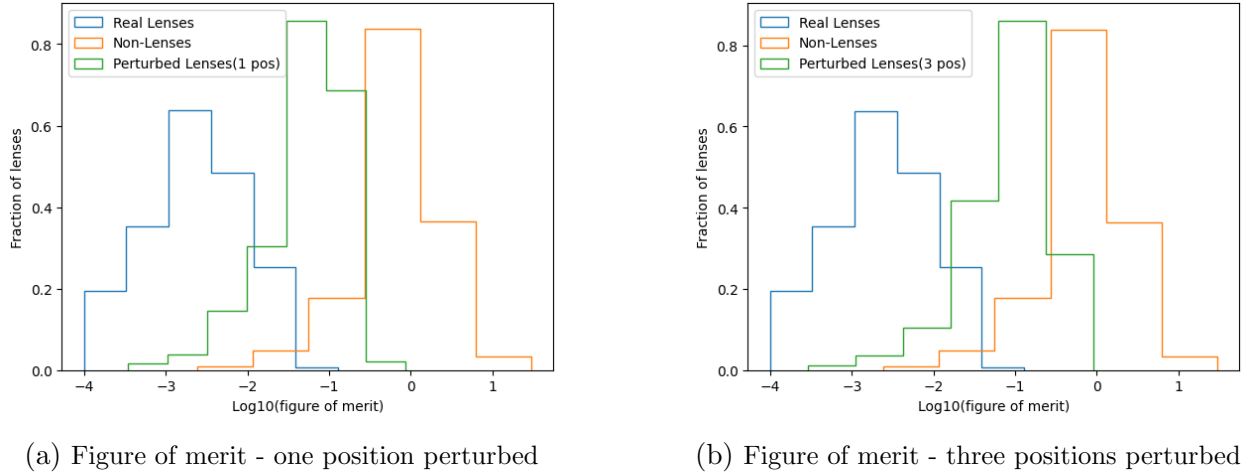 Real Lenses
Non-Lenses
Perturbed Lenses(1 pos)
Fraction of lenses
0.8
0.6
0.4
0.2
0.0
−4 −3 −2 −1 0 1
Log10(figure of merit)
(a) Figure of merit - one position perturbed
Real Lenses
Non-Lenses
Perturbed Lenses(3 pos)
Fraction of lenses
0.8
0.6
0.4
0.2
0.0
−4 −3 −2 −1 0 1
Log10(figure of merit)
(b) Figure of merit - three positions perturbed